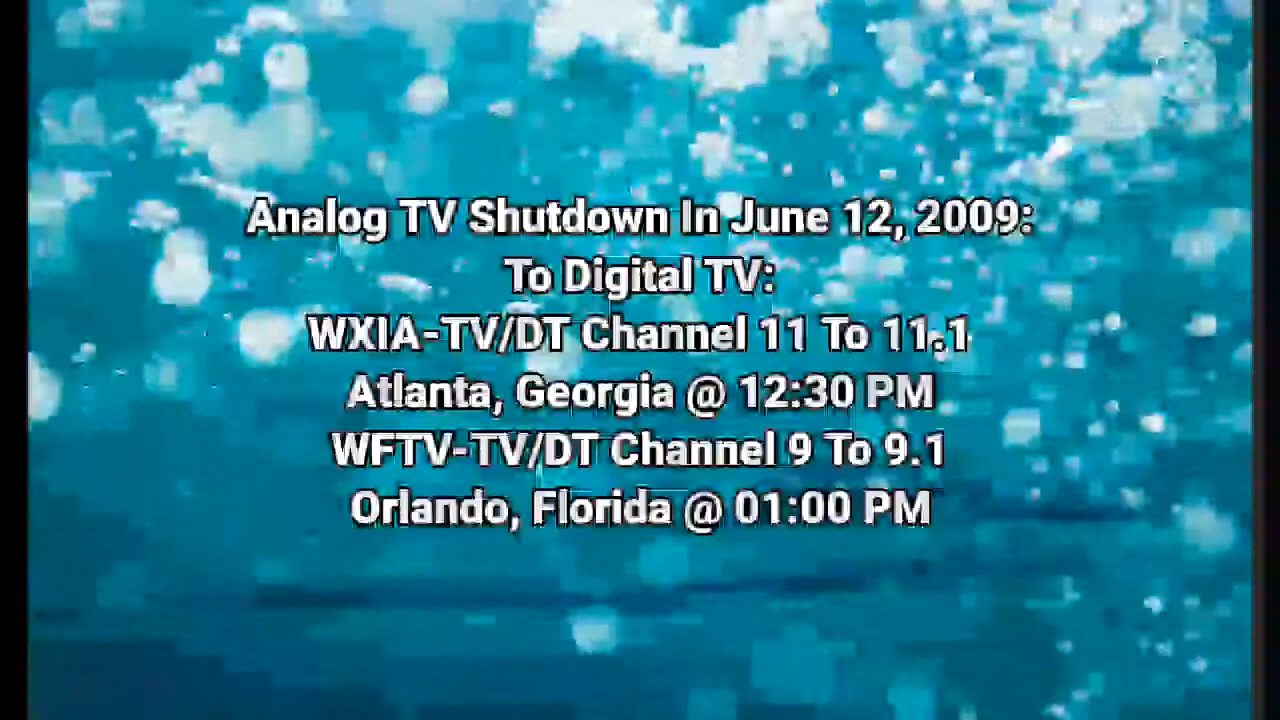 Analog TV Shutdown In June 12, 2009:
To Digital TV:
WXIA-TV/DT Channel 11 To 11.1
Atlanta, Georgia @ 12:30 PM
WFTV-TV/DT Channel 9 To 9.1
Orlando, Florida @ 01:00 PM